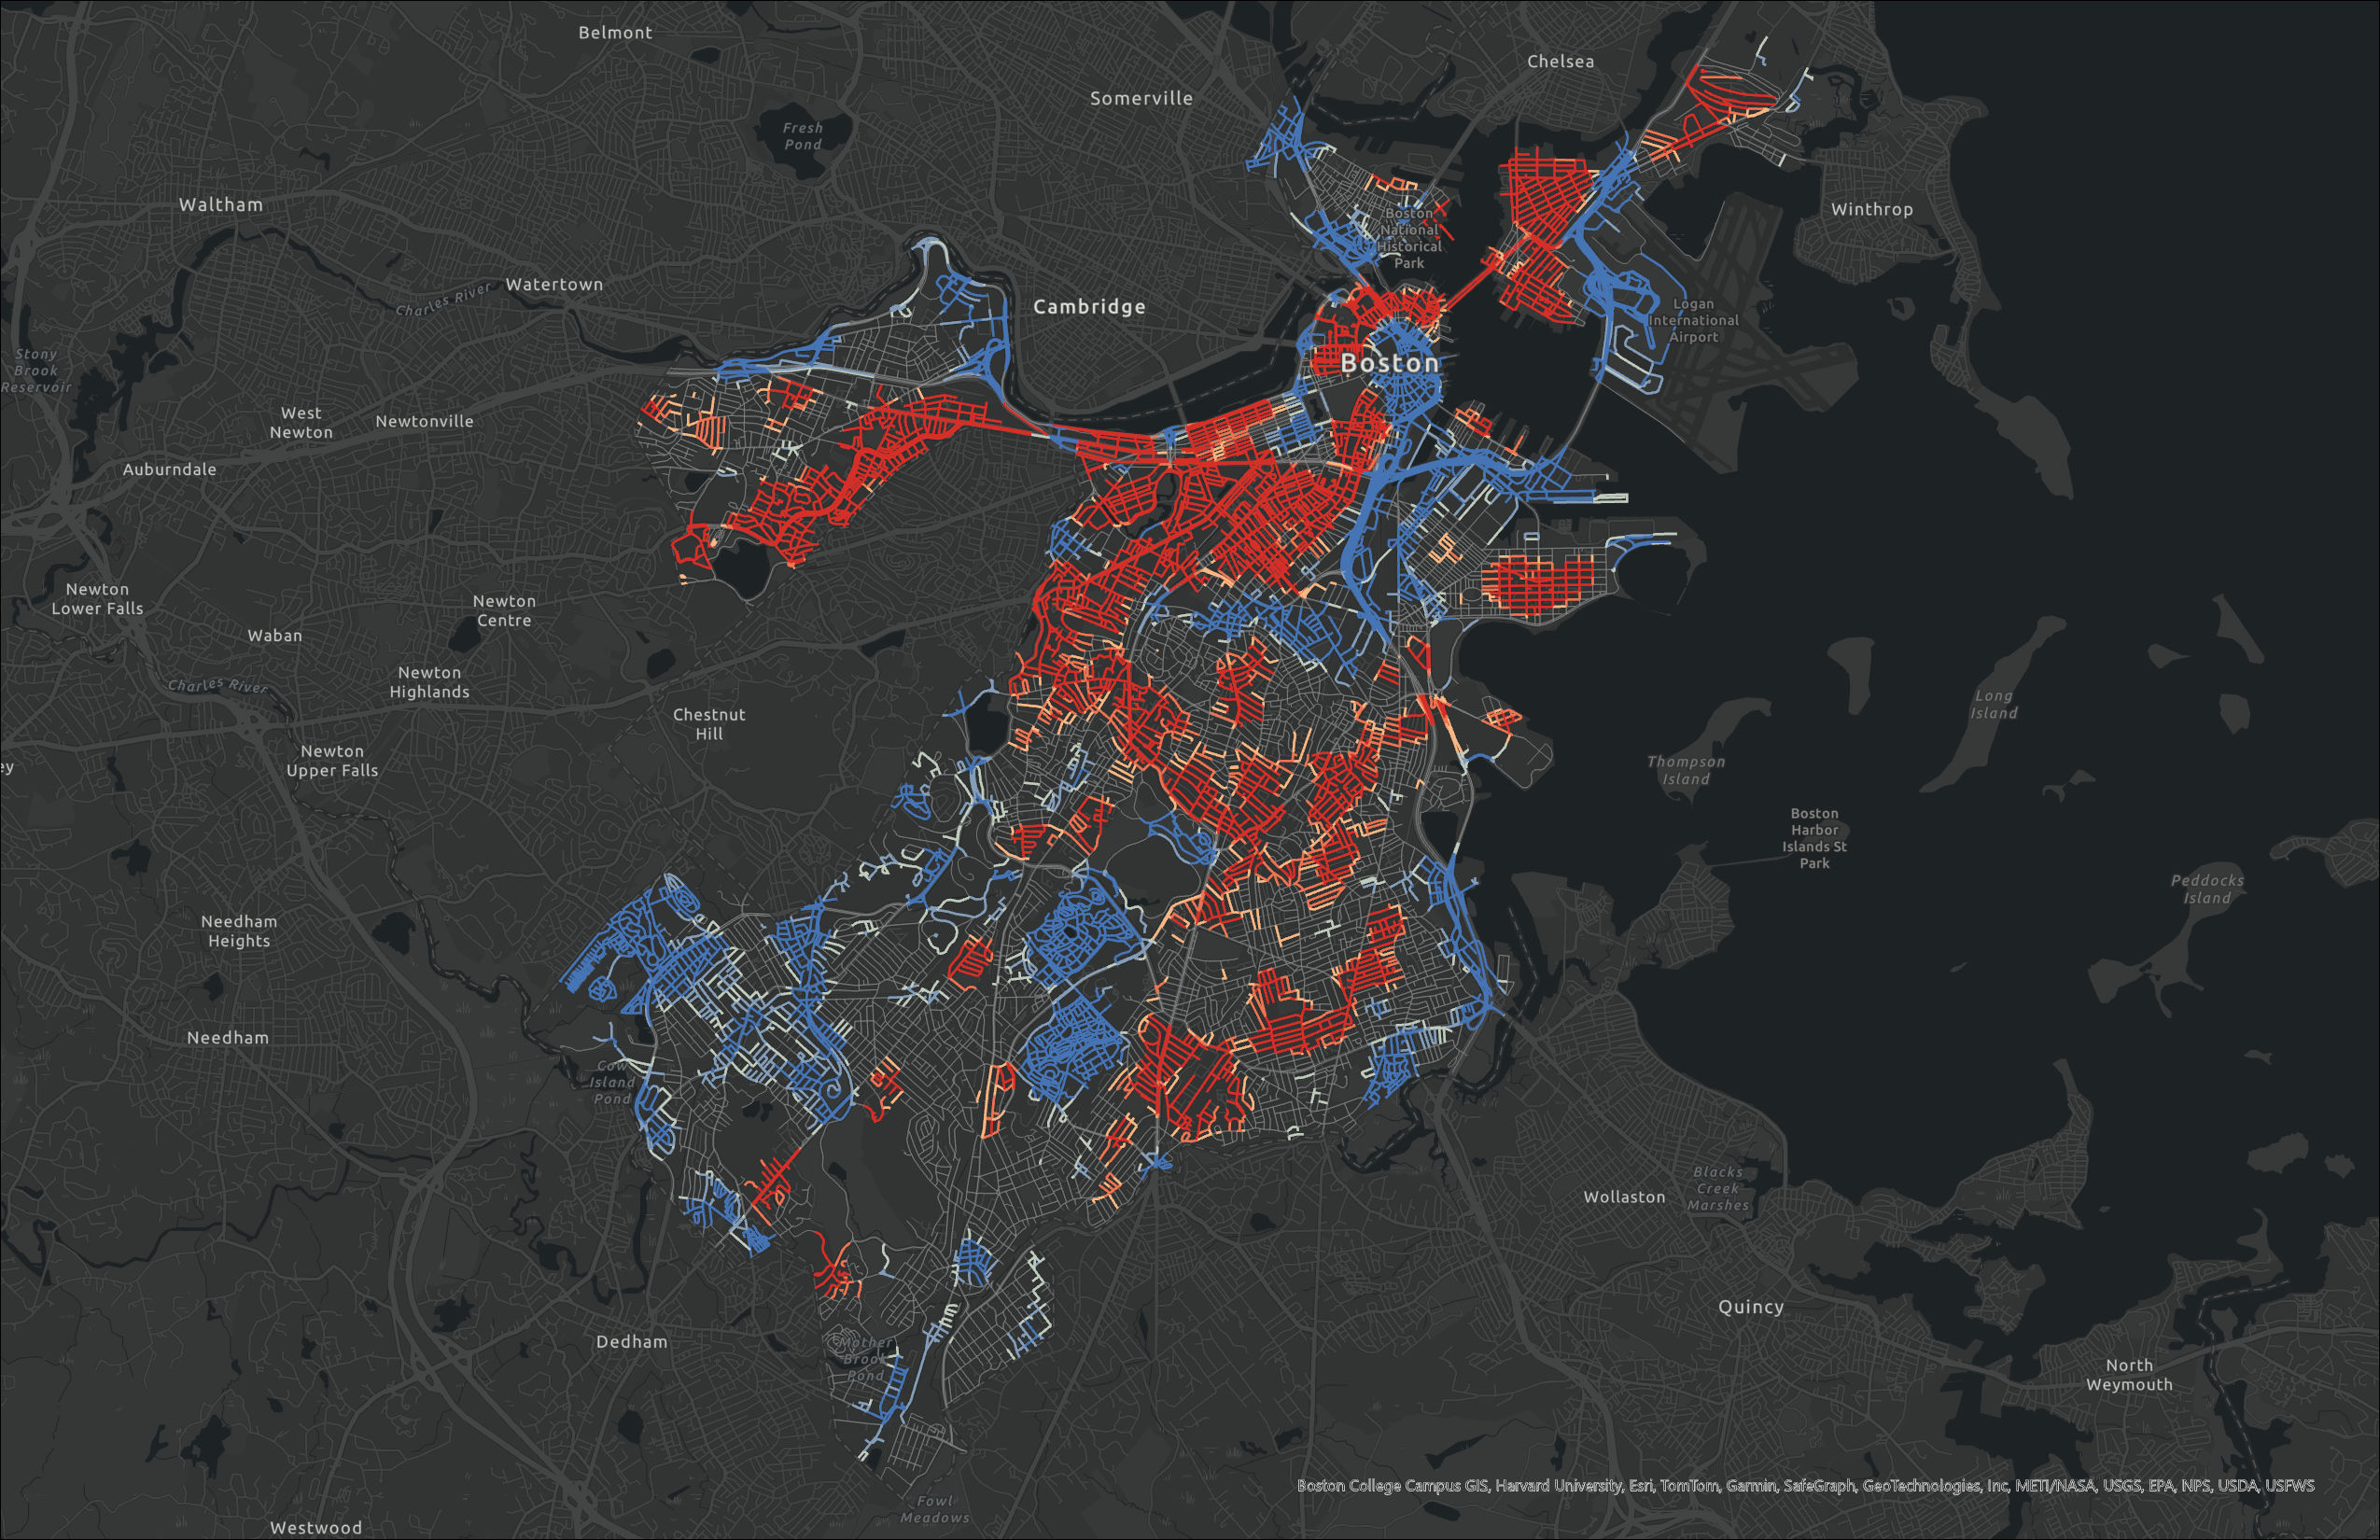 Belmont
Chelsea
Somerville
Fresh
Pond
Waltham
Winthrop
Boston
National
Historical
Park
Watertown
Charles River
Cambridge
Logan
International
Airport
Stony
Brook
Reservoir
Boston
West
Newton
Newtonville
Auburndale
Newton
Lower Falls
Newton
Centre
Waban
Newton
Highlands
Charles River
Long
Island
Chestnut
Hill
Newton
Upper Falls
ey
Thompson
Island
Boston
Harbor
Islands St
Park
Peddocks
Island
Needham
Heights
Needham
Cow
Island
Pond
Blacks
Creek
Marshes
Wollaston
Quincy
Dedham
Mother
Brook
Pond
North
Weymouth
Boston College Campus GIS, Harvard University, Esri, TomTom, Garmin, SafeGraph, GeoTechnologies, Inc, METI/NASA, USGS, EPA, NPS, USDA, USFWS
Fowl
Meadows
Westwood